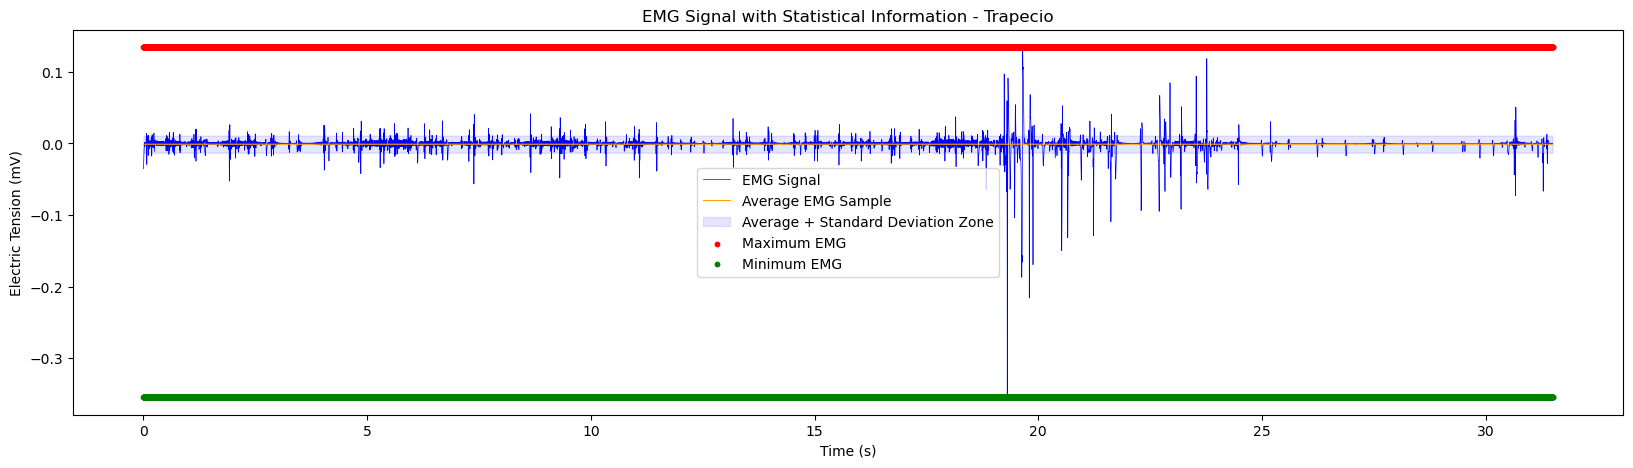 EMG Signal with Statistical Information - Trapecio
Electric Tension (mV)
0.1
0.0
−0.1
−0.2
−0.3
EMG Signal
Average EMG Sample
Average + Standard Deviation Zone
Maximum EMG
Minimum EMG
0 5 10 15 20 25 30
Time (s)